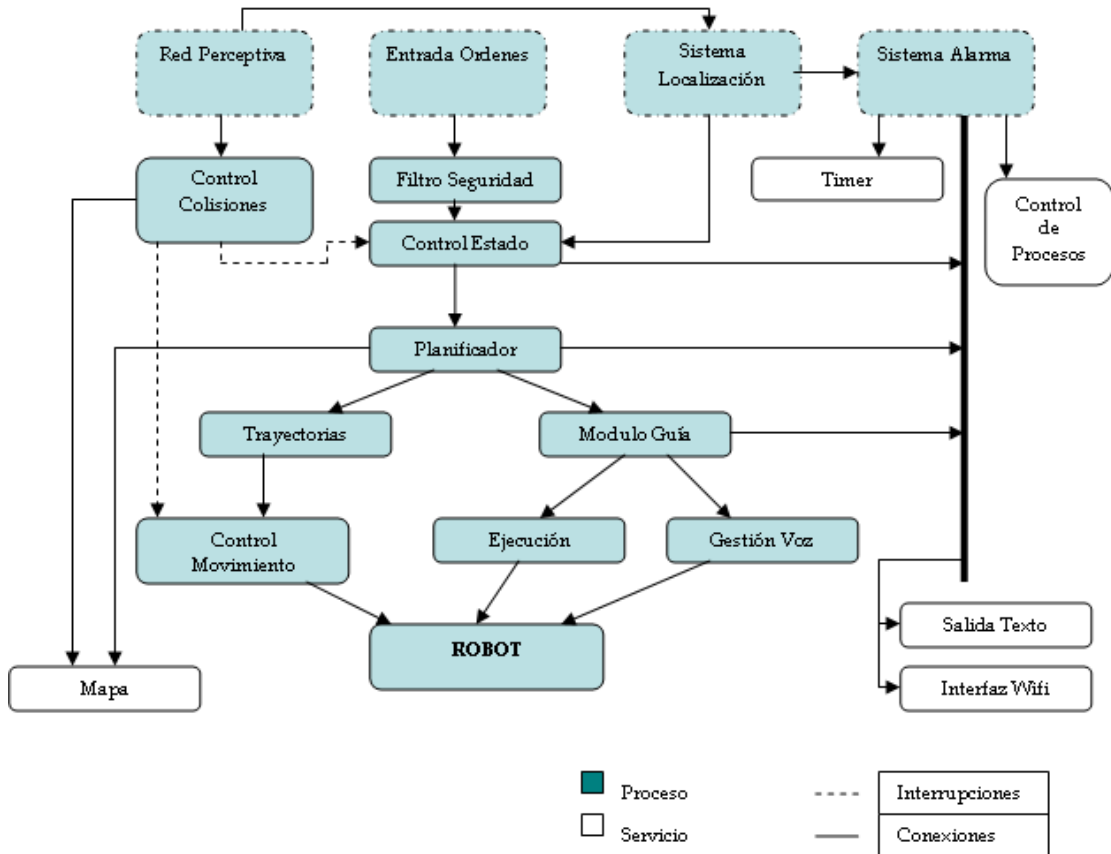 Red Perceptiva
Entrada Ordenes
Sistema
Localización
Sistema Alarma
Control
Colisiones
Filtro Seguridad
Timer
Control
de
Procesos
Control Estado
Planificador
Trayectorias
Modulo Guía
Control
Movimiento
Ejecución
Gestión Voz
Salida Texto
ROBOT
Mapa
Interfaz Wifi
Proceso
Interrupciones
Servicio
Conexiones